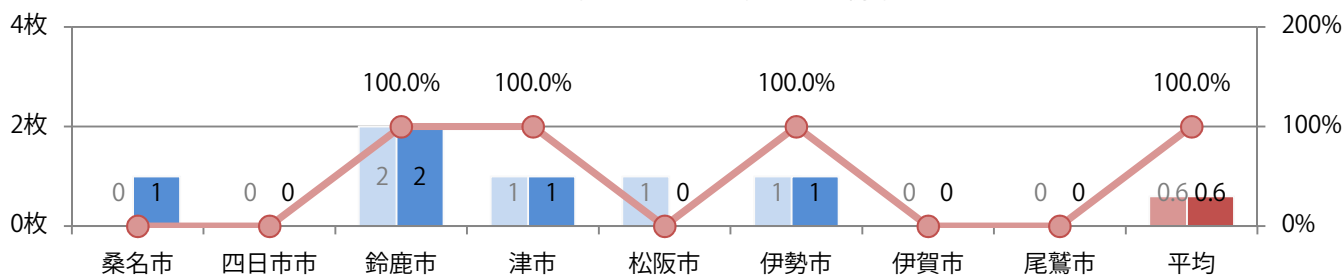 4枚 200%
100.0% 100.0% 100.0% 100.0%
2枚 100%
2 2
0 1 0 0 1 1 1 0 1 1 0 0 0 0 0.6 0.6
0枚 0%
桑名市 四日市市 鈴鹿市 津市 松阪市 伊勢市 伊賀市 尾鷲市 平均